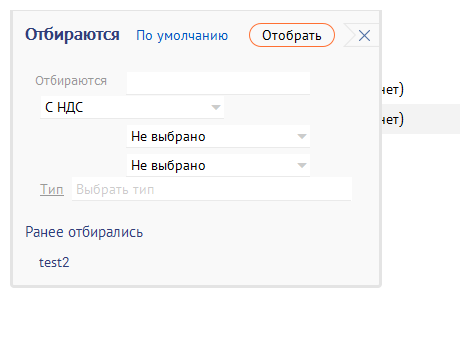 Отбираются По умолчанию Отобрать
Отбираются
нет)
С НДС
нет)
Не выбрано
Не выбрано
Тип Выбрать тип
Ранее отбирались
test2